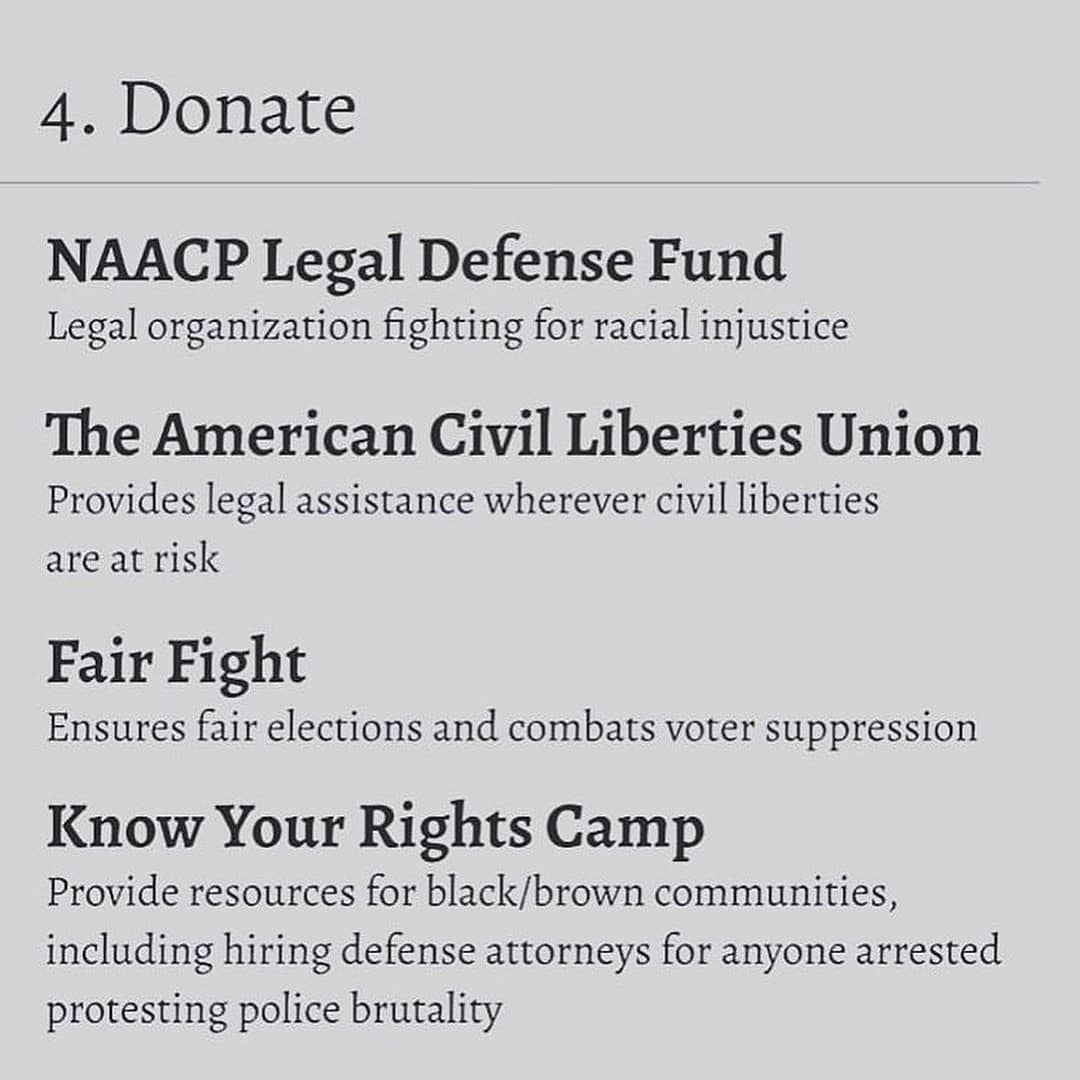 4. Donate
NAACP Legal Defense Fund
Legal organization fighting for racial injustice
The American Civil Liberties Union
Provides legal assistance wherever civil liberties
are at risk
Fair Fight
Ensures fair elections and combats voter suppression
Know Your Rights Camp
Provide resources for black/brown communities,
including hiring defense attorneys for anyone arrested
protesting police brutality